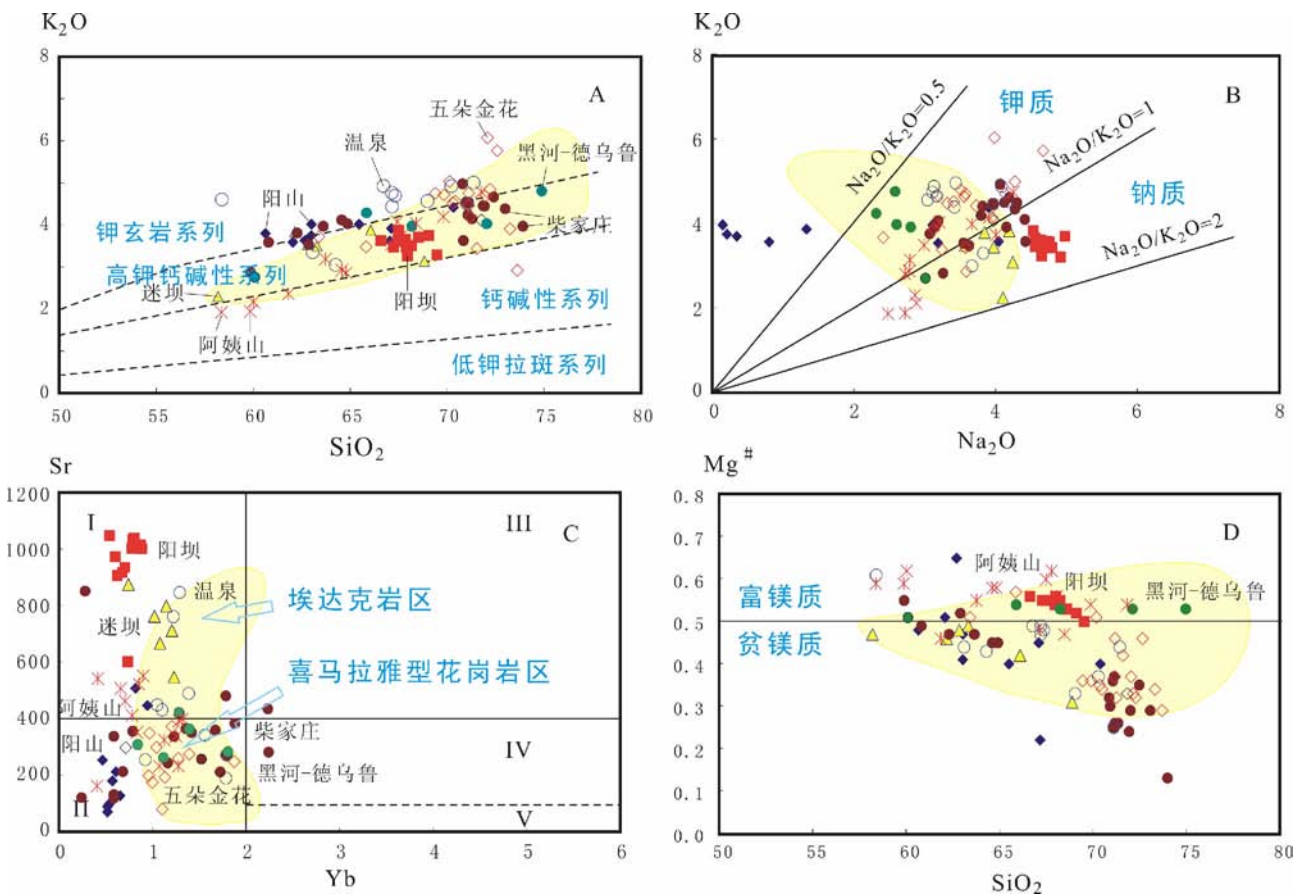 K₂O
8
6
4
2
0
50
55
60
65
70
75
80
SiO₂
A
五朵金花
温泉
黑河-德乌鲁
阳山
钾玄岩系列
柴家庄
高钾钙碱性系列
迷坝
阳坝
钙碱性系列
阿姨山
低钾拉斑系列
K₂O
8
6
4
2
0
0
2
4
6
8
Na₂O
B
钾质
Na₂O/K₂O=0.5
Na₂O/K₂O=1
钠质
Na₂O/K₂O=2
Sr
1200
1000
800
600
400
200
0
0
1
2
3
4
5
6
Yb
I
III
C
阳坝
温泉
埃达克岩区
迷坝
喜马拉雅型花岗岩区
阿姨山
阳山
柴家庄
IV
黑河-德乌鲁
五朵金花
II
V
Mg#
0.8
0.7
0.6
0.5
0.4
0.3
0.2
0.1
0.0
50
60
65
70
75
80
SiO₂
D
阿姨山
阳坝
黑河-德乌鲁
富镁质
贫镁质